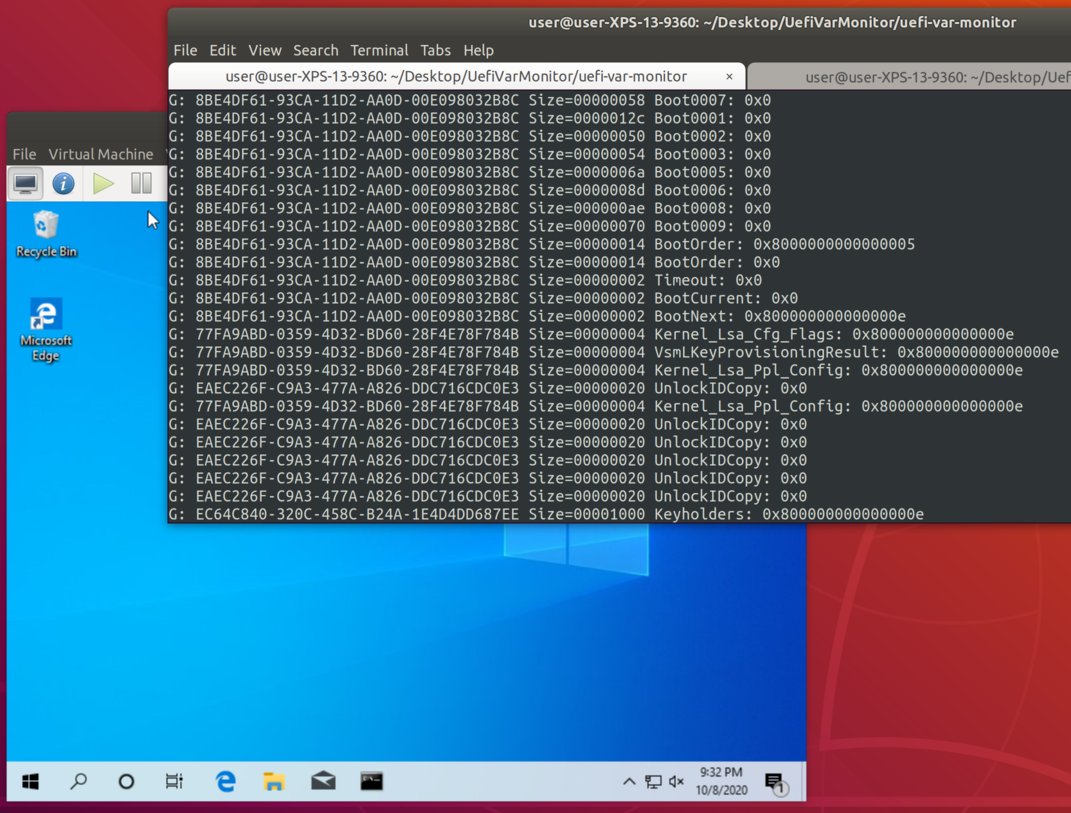 user@user-XPS-13-9360: ~/Desktop/UefiVarMonitor/uefi-var-monitor
File Edit View Search Terminal Tabs Help
user@user-XPS-13-9360: ~/Desktop/UefiVarMonitor/uefi-var-monitor ×
user@user-XPS-13-9360: ~/Desktop/Uef
G: 8BE4DF61-93CA-11D2-AA0D-00E098032B8C Size=00000058 Boot0007: 0x0
G: 8BE4DF61-93CA-11D2-AA0D-00E098032B8C Size=0000012c Boot0001: 0x0
G: 8BE4DF61-93CA-11D2-AA0D-00E098032B8C Size=00000050 Boot0002: 0x0
G: 8BE4DF61-93CA-11D2-AA0D-00E098032B8C Size=00000054 Boot0003: 0x0
G: 8BE4DF61-93CA-11D2-AA0D-00E098032B8C Size=0000006a Boot0005: 0x0
G: 8BE4DF61-93CA-11D2-AA0D-00E098032B8C Size=0000008d Boot0006: 0x0
G: 8BE4DF61-93CA-11D2-AA0D-00E098032B8C Size=000000ae Boot0008: 0x0
G: 8BE4DF61-93CA-11D2-AA0D-00E098032B8C Size=00000070 Boot0009: 0x0
G: 8BE4DF61-93CA-11D2-AA0D-00E098032B8C Size=00000014 BootOrder: 0x8000000000000005
G: 8BE4DF61-93CA-11D2-AA0D-00E098032B8C Size=00000014 BootOrder: 0x0
G: 8BE4DF61-93CA-11D2-AA0D-00E098032B8C Size=00000002 Timeout: 0x0
G: 8BE4DF61-93CA-11D2-AA0D-00E098032B8C Size=00000002 BootCurrent: 0x0
G: 8BE4DF61-93CA-11D2-AA0D-00E098032B8C Size=00000002 BootNext: 0x800000000000000e
G: 77FA9ABD-0359-4D32-BD60-28F4E78F784B Size=00000004 Kernel_Lsa_Cfg_Flags: 0x800000000000000e
G: 77FA9ABD-0359-4D32-BD60-28F4E78F784B Size=00000004 VsmLKeyProvisioningResult: 0x800000000000000e
G: 77FA9ABD-0359-4D32-BD60-28F4E78F784B Size=00000004 Kernel_Lsa_Ppl_Config: 0x800000000000000e
G: EAEC226F-C9A3-477A-A826-DDC716CDC0E3 Size=00000020 UnlockIDCopy: 0x0
G: 77FA9ABD-0359-4D32-BD60-28F4E78F784B Size=00000004 Kernel_Lsa_Ppl_Config: 0x800000000000000e
G: EAEC226F-C9A3-477A-A826-DDC716CDC0E3 Size=00000020 UnlockIDCopy: 0x0
G: EAEC226F-C9A3-477A-A826-DDC716CDC0E3 Size=00000020 UnlockIDCopy: 0x0
G: EAEC226F-C9A3-477A-A826-DDC716CDC0E3 Size=00000020 UnlockIDCopy: 0x0
G: EAEC226F-C9A3-477A-A826-DDC716CDC0E3 Size=00000020 UnlockIDCopy: 0x0
G: EAEC226F-C9A3-477A-A826-DDC716CDC0E3 Size=00000020 UnlockIDCopy: 0x0
G: EC64C840-320C-458C-B24A-1E4D4DD687EE Size=00001000 Keyholders: 0x800000000000000e
File Virtual Machine
Recycle Bin
Microsoft
Edge
9:32 PM
10/8/2020
1